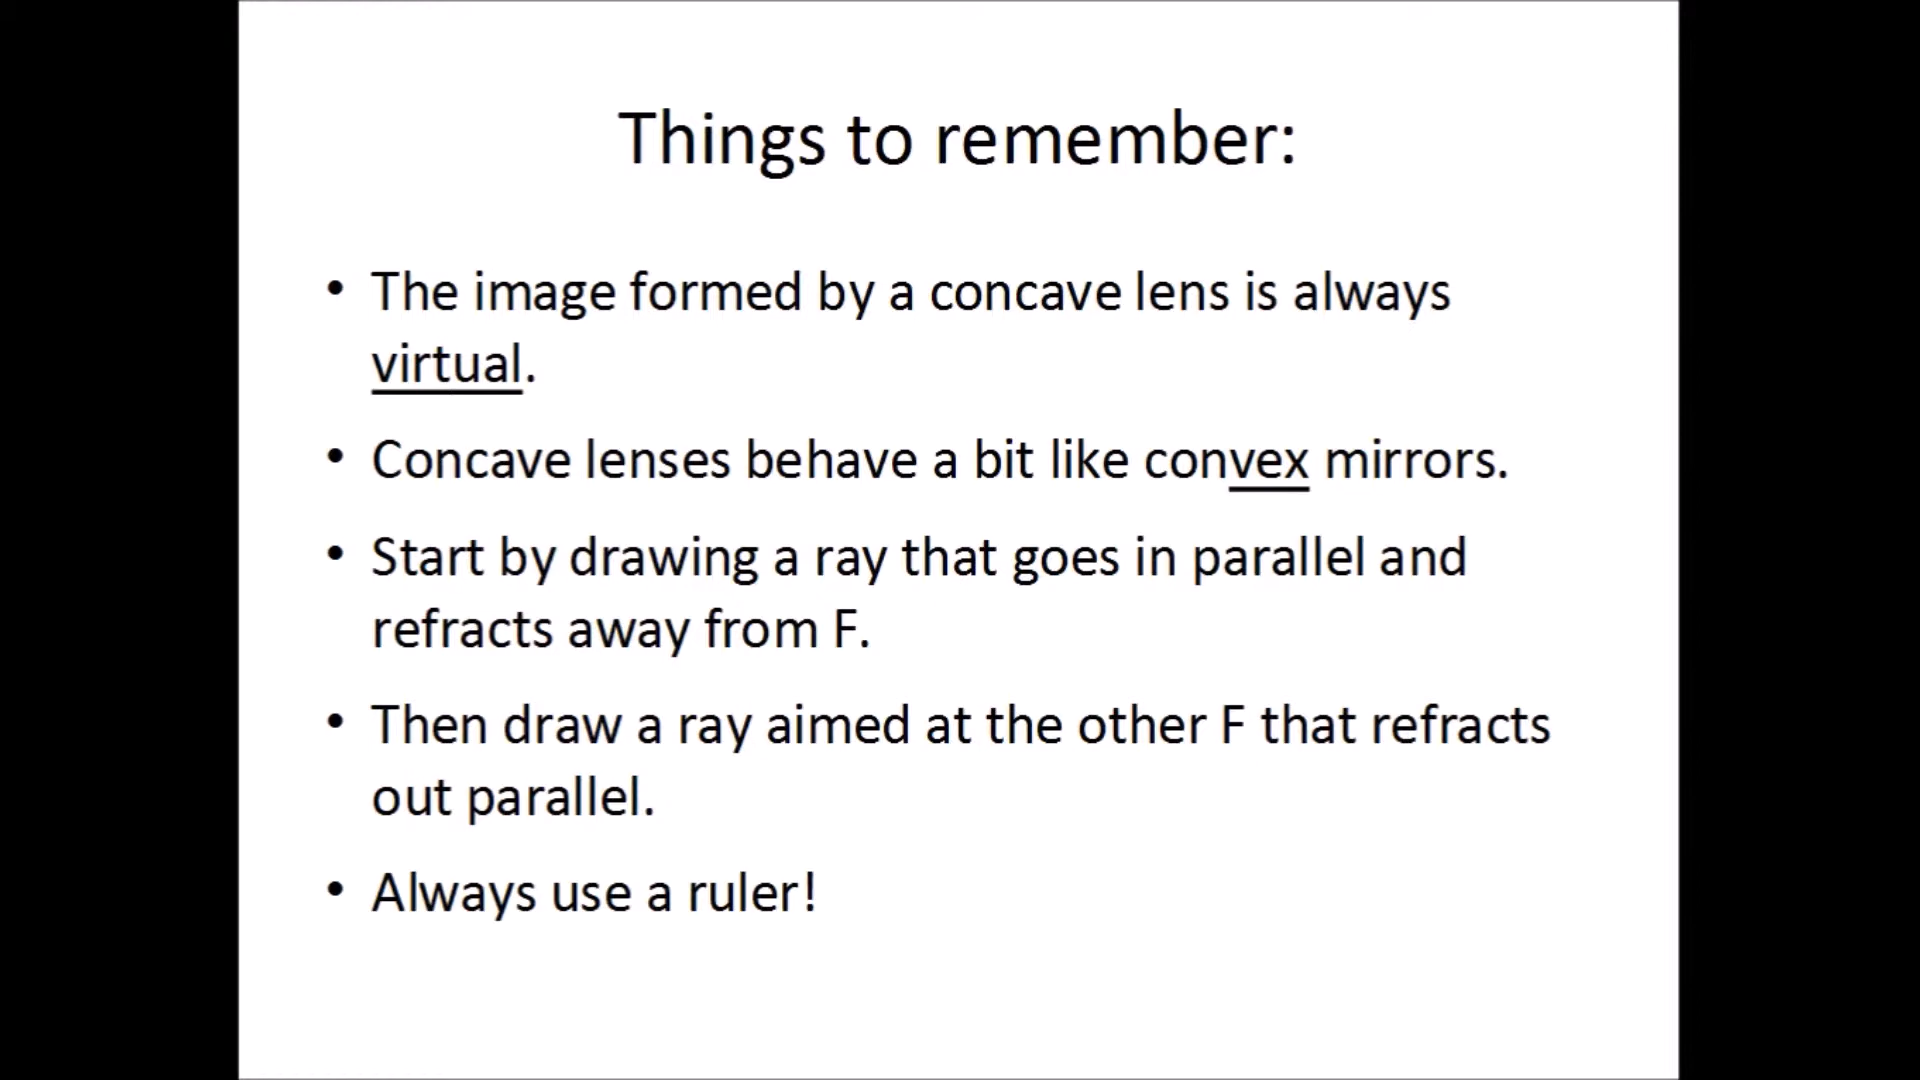 Things to remember:
• The image formed by a concave lens is always
virtual.
• Concave lenses behave a bit like convex mirrors.
• Start by drawing a ray that goes in parallel and
refracts away from F.
• Then draw a ray aimed at the other F that refracts
out parallel.
• Always use a ruler!